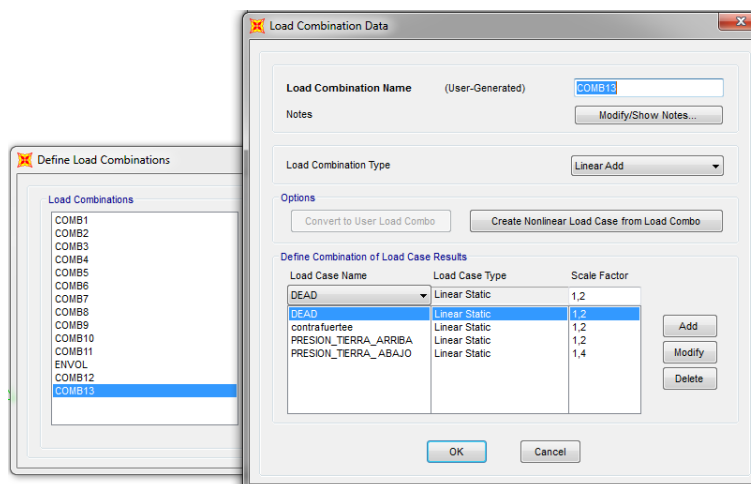 Load Combination Data
Load Combination Name (User-Generated) COMB13
Notes Modify/Show Notes...
Load Combination Type Linear Add
Options
Convert to User Load Combo Create Nonlinear Load Case from Load Combo
Define Combination of Load Case Results
Load Case Name Load Case Type Scale Factor
DEAD Linear Static 1,2
DEAD Linear Static 1,2
contrafuertee Linear Static 1,2
PRESION_TIERRA_ARRIBA Linear Static 1,2
PRESION_TIERRA_ABAJO Linear Static 1,4
Add
Modify
Delete
OK Cancel
Define Load Combinations
Load Combinations
COMB1
COMB2
COMB3
COMB4
COMB5
COMB6
COMB7
COMB8
COMB9
COMB10
COMB11
ENVOL
COMB12
COMB13